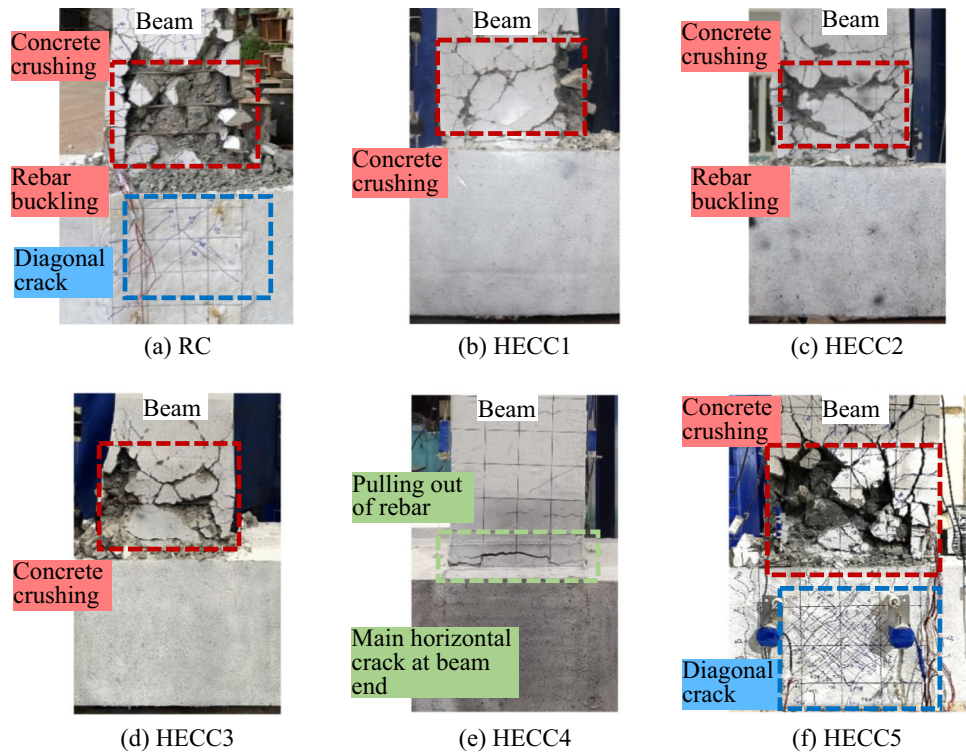 Beam
Concrete
crushing
Rebar
buckling
Diagonal
crack
(a) RC
Beam
Concrete
crushing
(b) HECC1
Beam
Concrete
crushing
Rebar
buckling
(c) HECC2
Beam
Concrete
crushing
(d) HECC3
Beam
Pulling out
of rebar
Main horizontal
crack at beam
end
(e) HECC4
Concrete
crushing
Beam
Diagonal
crack
(f) HECC5